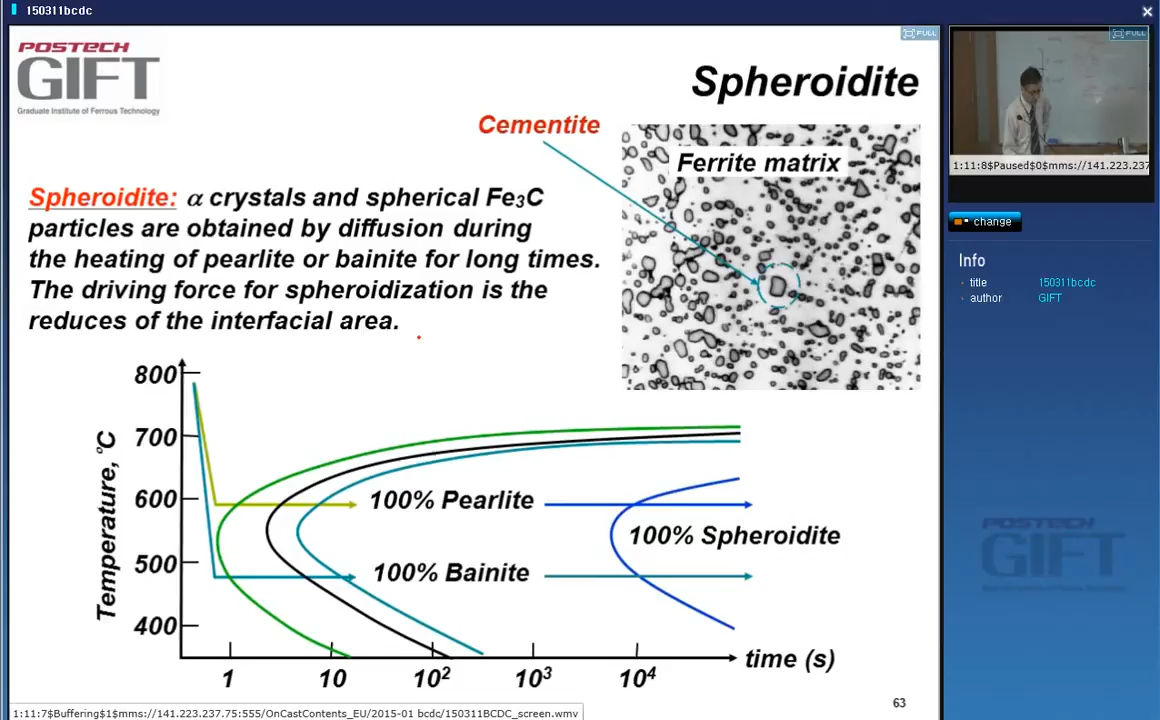 150311bcdc
POSTECH
GIFT
Graduate Institute of Ferrous Technology
FULL
Spheroidite
Cementite
Ferrite matrix
Spheroidite: α crystals and spherical Fe₃C
particles are obtained by diffusion during
the heating of pearlite or bainite for long times.
The driving force for spheroidization is the
reduces of the interfacial area.
800
700
600
500
400
Temperature, °C
100% Pearlite
100% Spheroidite
100% Bainite
1
10
10²
10³
10⁴
time (s)
63
1:11:7$Buffering$1$mms://141.223.237.75:555/OnCastContents_EU/2015-01 bcdc/150311BCDC_screen.wmv
FULL
1:11:8$Paused$0$mms://141.223.237
change
Info
title 150311bcdc
author GIFT
POSTECH
GIFT